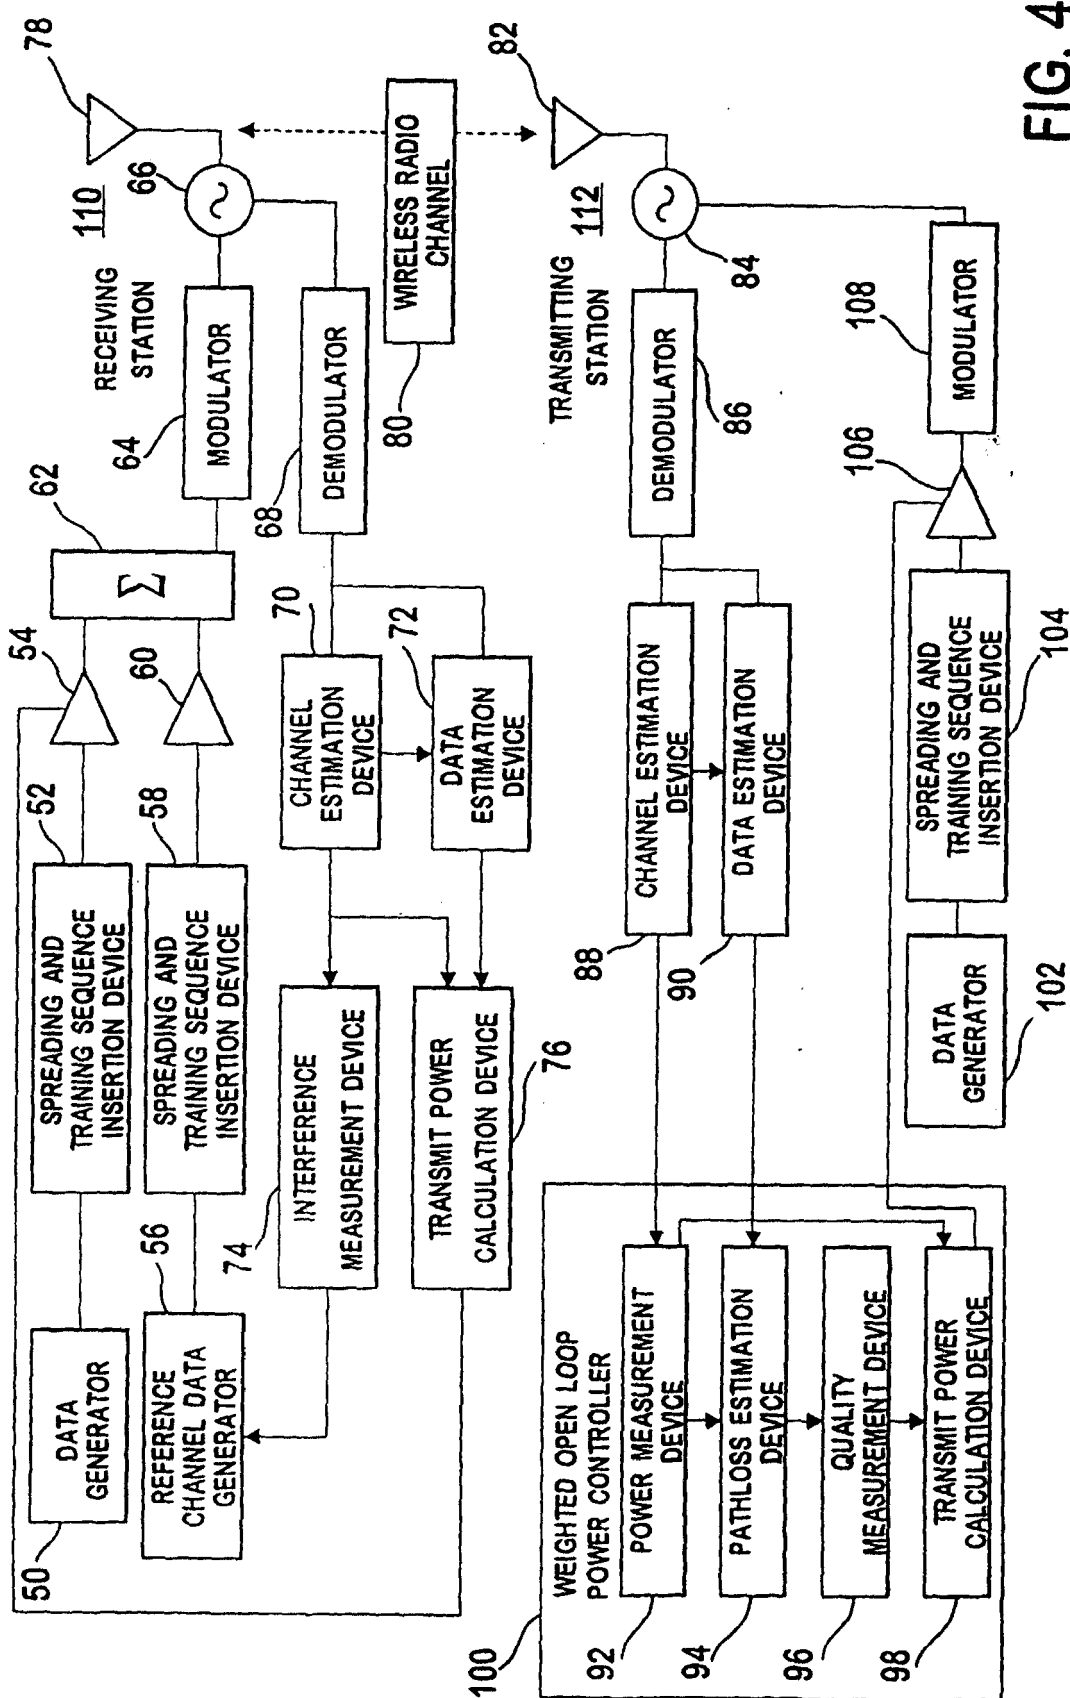 78
66
110
RECEIVING
STATION
64
MODULATOR
62
Σ
54
60
52
SPREADING AND
TRAINING SEQUENCE
INSERTION DEVICE
58
SPREADING AND
TRAINING SEQUENCE
INSERTION DEVICE
50
DATA
GENERATOR
56
REFERENCE
CHANNEL DATA
GENERATOR
68
DEMODULATOR
70
CHANNEL
ESTIMATION
DEVICE
72
DATA
ESTIMATION
DEVICE
74
INTERFERENCE
MEASUREMENT DEVICE
TRANSMIT POWER
CALCULATION DEVICE
76
80
WIRELESS RADIO
CHANNEL
82
112
84
TRANSMITTING
STATION
DEMODULATOR
86
CHANNEL ESTIMATION
DEVICE
88
DATA ESTIMATION
DEVICE
90
100
WEIGHTED OPEN LOOP
POWER CONTROLLER
POWER MEASUREMENT
DEVICE
92
PATHLOSS ESTIMATION
DEVICE
94
QUALITY
MEASUREMENT DEVICE
96
TRANSMIT POWER
CALCULATION DEVICE
98
DATA
GENERATOR
102
SPREADING AND
TRAINING SEQUENCE
INSERTION DEVICE
104
106
108
MODULATOR
FIG. 4